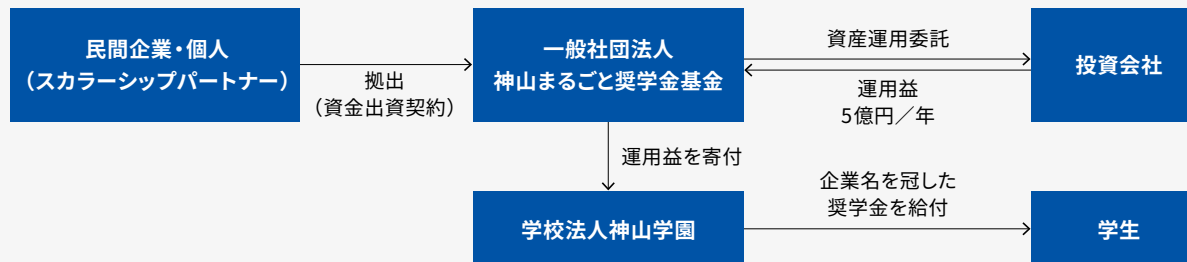 民間企業・個人
（スカラーシップパートナー）
拠出
（資金出資契約）
一般社団法人
神山まるごと奨学金基金
資産運用委託
運用益
5億円／年
投資会社
運用益を寄付
学校法人神山学園
企業名を冠した
奨学金を給付
学生